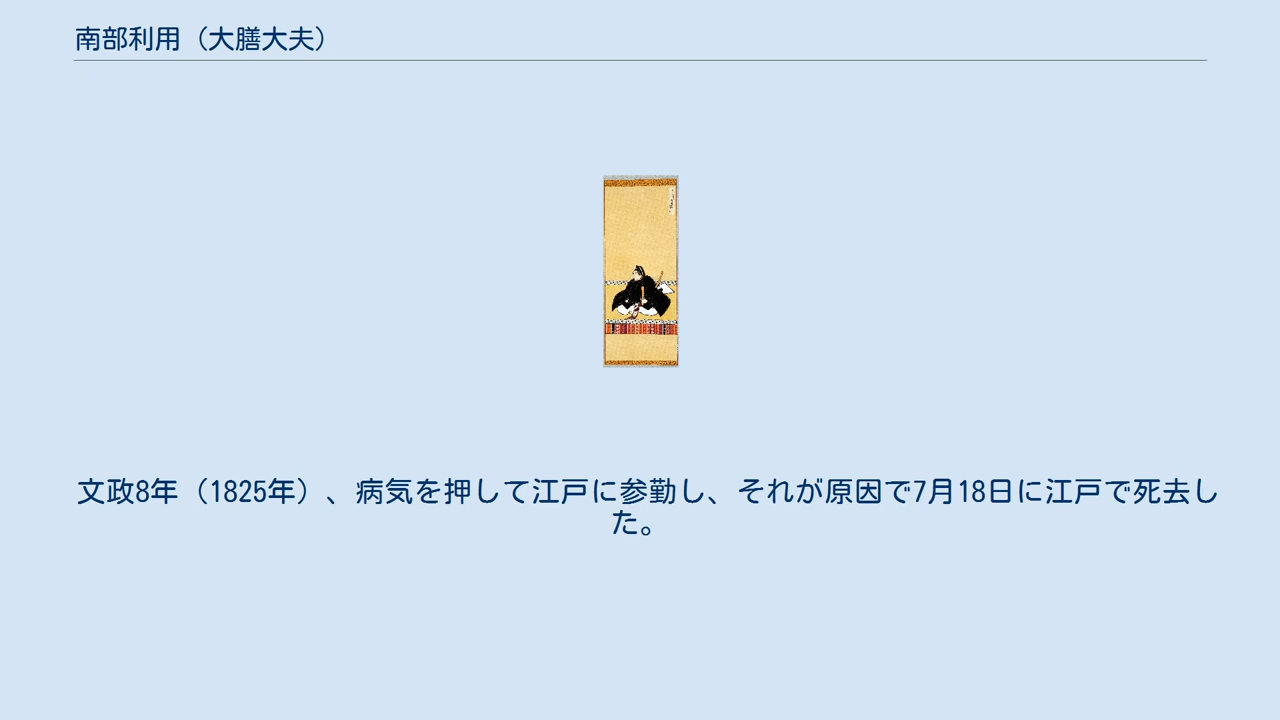 南部利用（大膳大夫）
文政8年（1825年）、病気を押して江戸に参勤し、それが原因で7月18日に江戸で死去し
た。